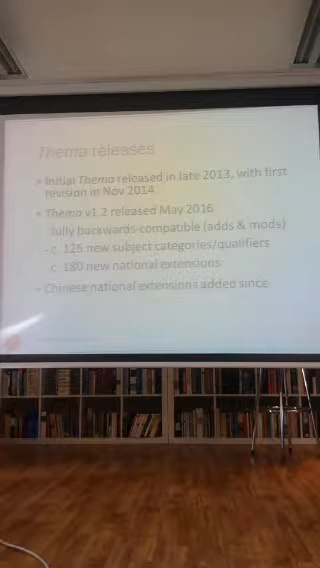 Thema releases
• Initial Thema released in late 2013, with first
revision in Nov 2014
• Thema v1.2 released May 2016
- fully backwards-compatible (adds & mods)
- c. 125 new subject categories/qualifiers
- c. 180 new national extensions
• Chinese national extensions added since